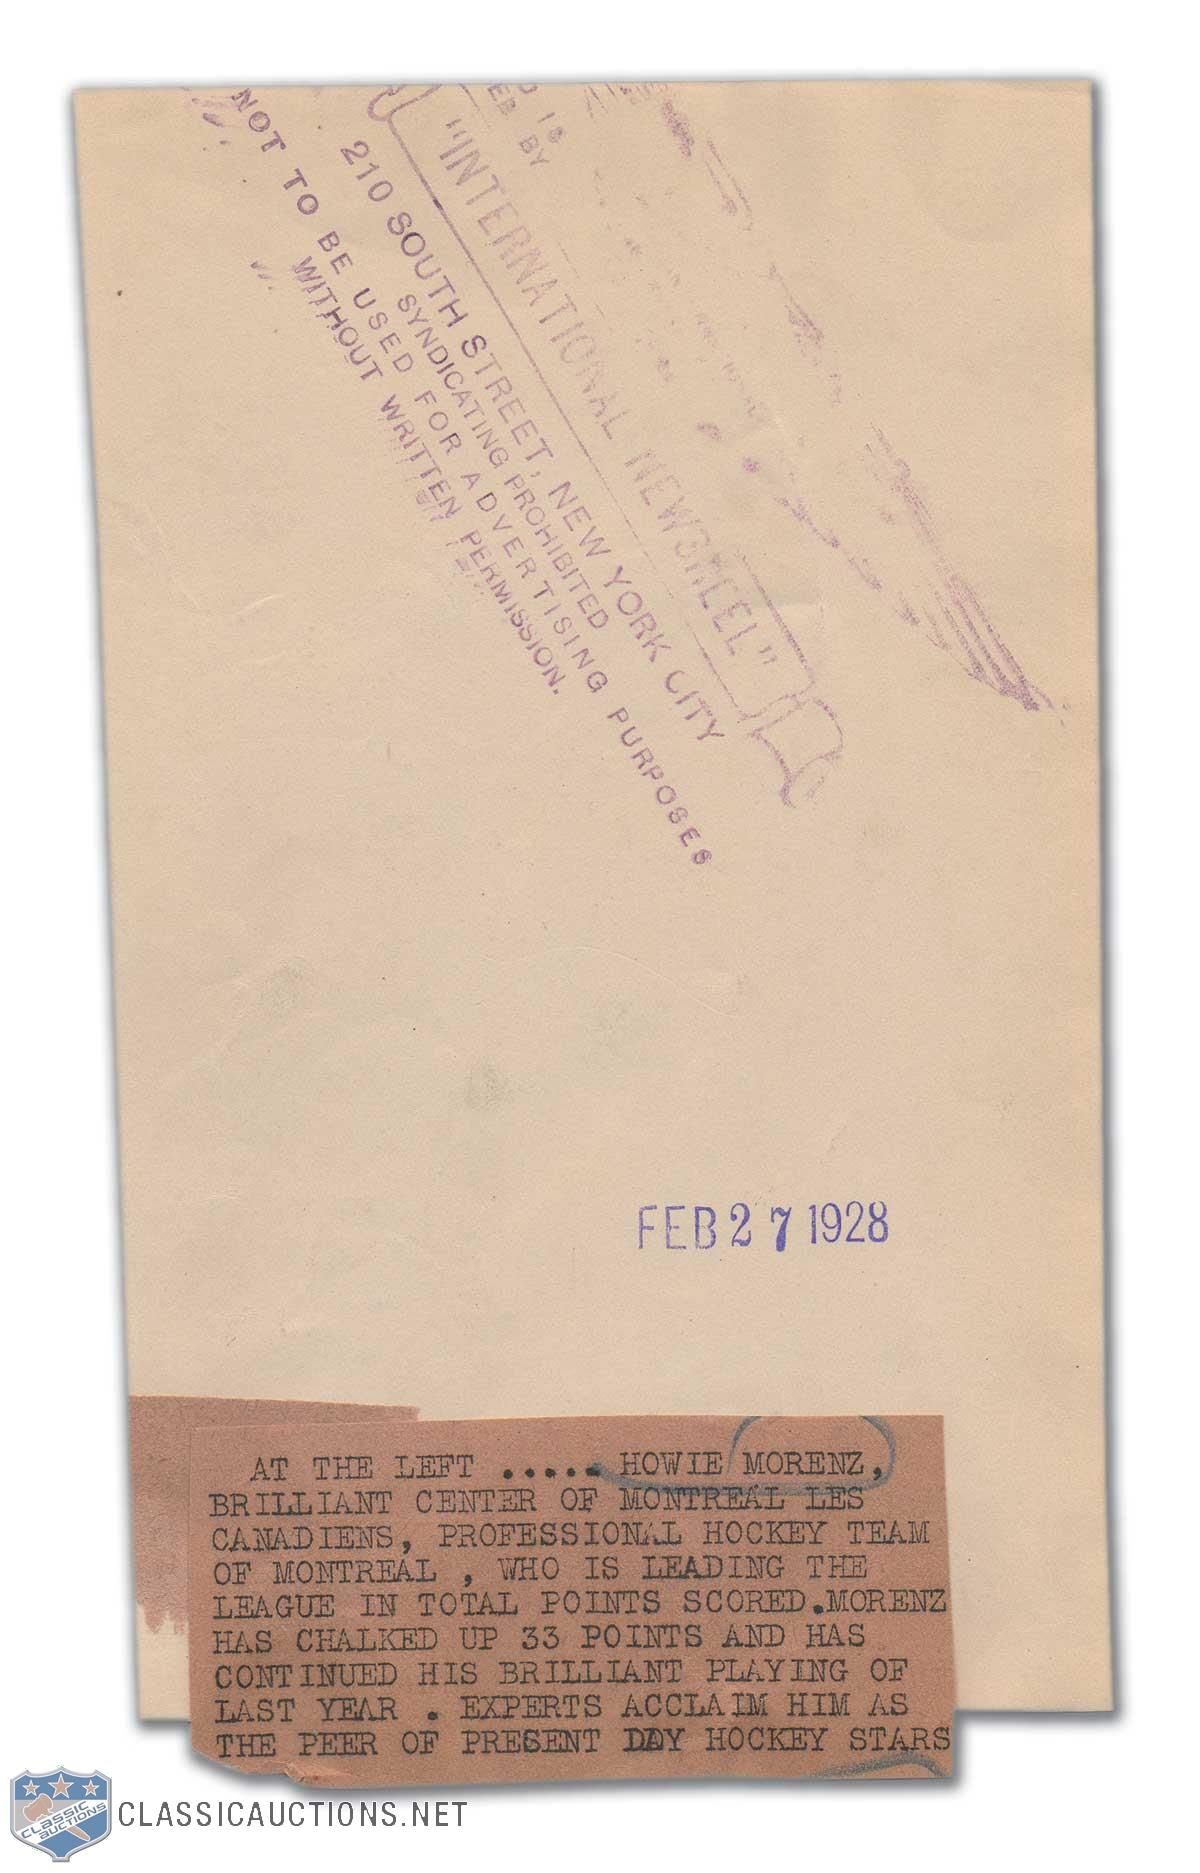 IS
BY
"INTERNATIONAL NEWSREEL"
210 SOUTH STREET, NEW YORK CITY
SYNDICATING PROHIBITED
NOT TO BE USED FOR ADVERTISING PURPOSES
WITHOUT WRITTEN PERMISSION.
FEB 27 1928
AT THE LEFT ..... HOWIE MORENZ,
BRILLIANT CENTER OF MONTREAL LES
CANADIENS, PROFESSIONAL HOCKEY TEAM
OF MONTREAL , WHO IS LEADING THE
LEAGUE IN TOTAL POINTS SCORED.MORENZ
HAS CHALKED UP 33 POINTS AND HAS
CONTINUED HIS BRILLIANT PLAYING OF
LAST YEAR . EXPERTS ACCLAIM HIM AS
THE PEER OF PRESENT DAY HOCKEY STARS
CLASSIC
AUCTIONS
CLASSICAUCTIONS.NET